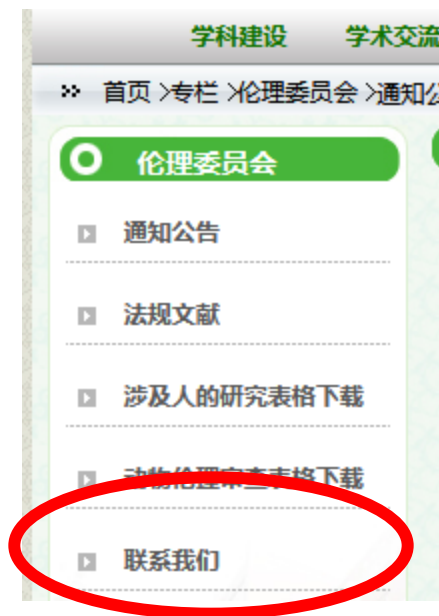 学科建设 学术交流
首页 >专栏 >伦理委员会 >通知公
伦理委员会
通知公告
法规文献
涉及人的研究表格下载
动物伦理审查表格下载
联系我们